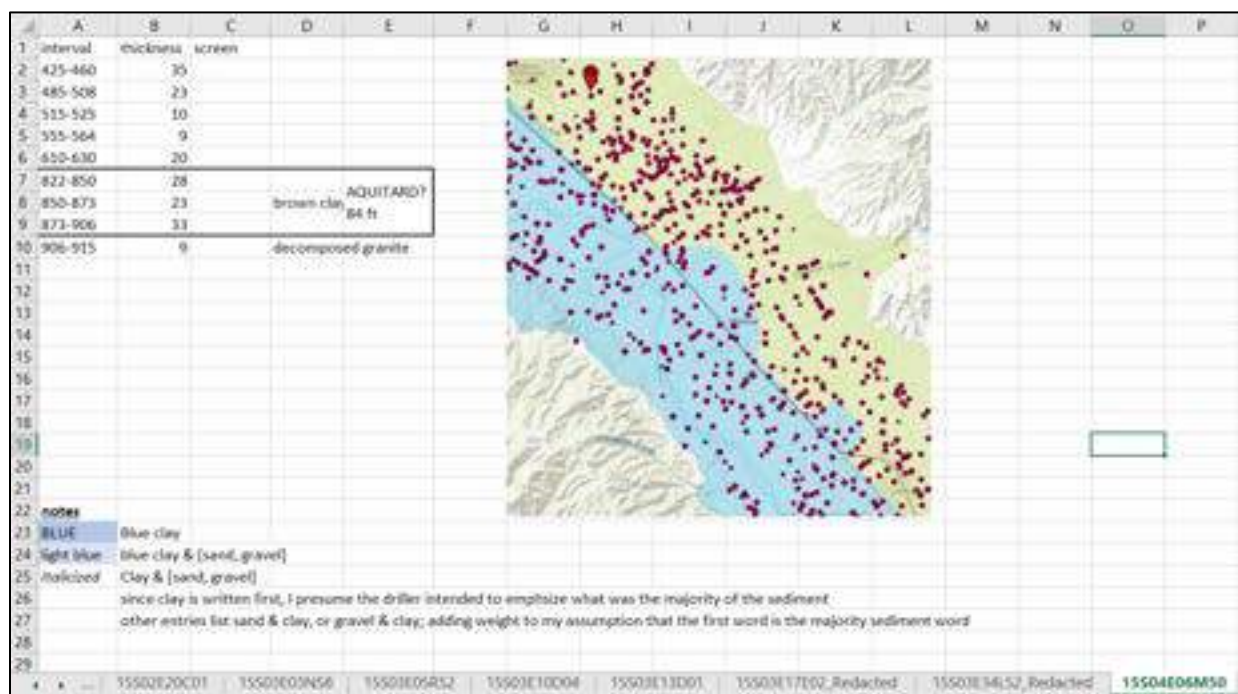 A B C D E F G H I J K L M N O P
1 interval thickness screen
2 425-460 35
3 485-508 23
4 515-525 10
5 555-564 9
6 610-630 20
7 822-850 28 AQUITARD?
8 850-873 23 brown clay 84 ft
9 873-906 33
10 906-915 9 decomposed granite
11
12
13
14
15
16
17
18
19
20
21
22 notes
23 BLUE Blue clay
24 light blue blue clay & [sand, gravel]
25 italicized Clay & [sand, gravel]
26 since clay is written first, I presume the driller intended to emphsize what was the majority of the sediment
27 other entries list sand & clay, or gravel & clay; adding weight to my assumption that the first word is the majority sediment word
28
29
... 15S02E20C01 15S03E05R52 15S03E10D04 15S03E13D01 15S03E17E02_Redacted 15S04E06M50